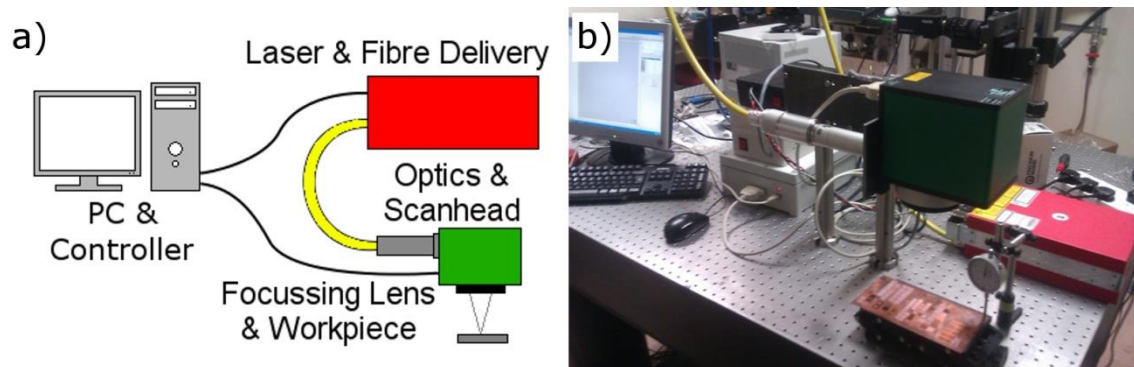 a)
Laser & Fibre Delivery
Optics &
Scanhead
PC &
Controller
Focussing Lens
& Workpiece
b)